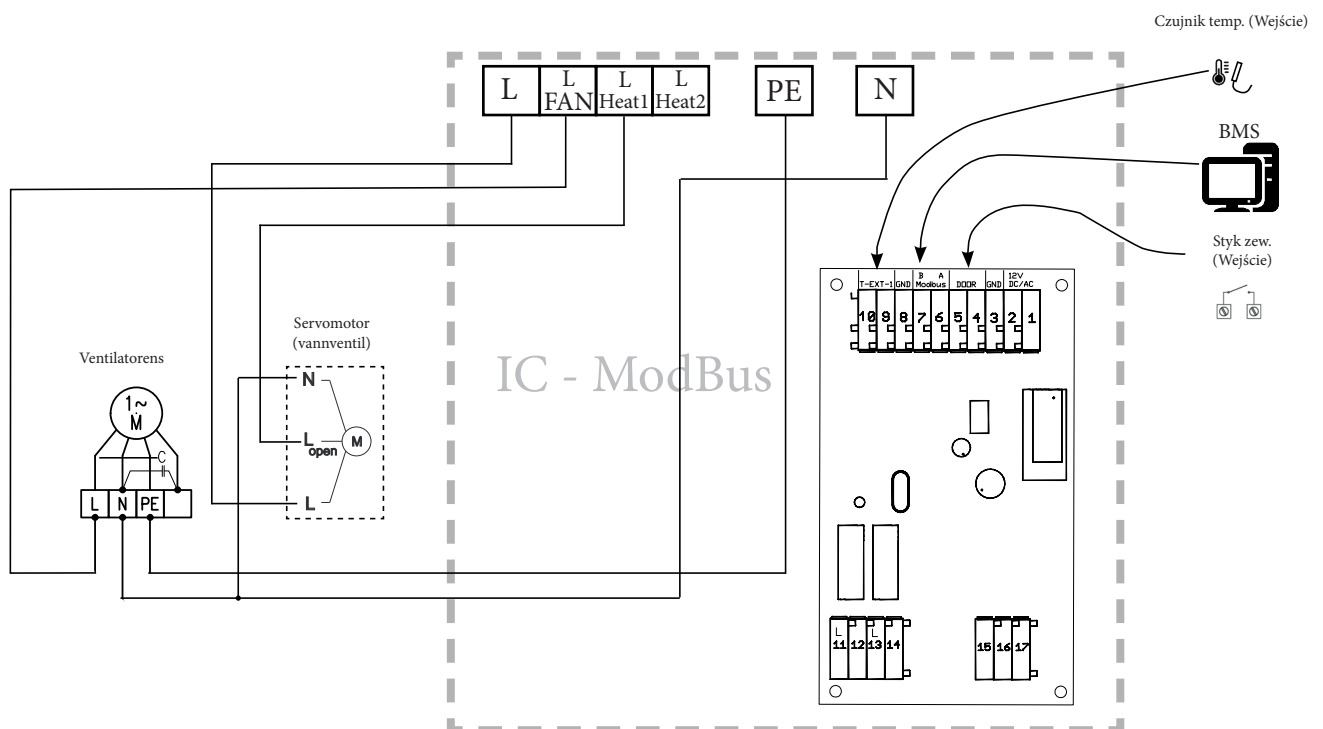 Czujnik temp. (Wejście)
L
L
FAN
L
Heat1
L
Heat2
PE
N
BMS
Styk zew.
(Wejście)
B A
T-EXT-1 GND Modbus DOOR GND 12V DC/AC
10 9 8 7 6 5 4 3 2 1
Servomotor
(vannventil)
Ventilatorens
IC - ModBus
N
L
open
M
L
1~
M
C
L N PE
L L
11 12 13 14
15 16 17